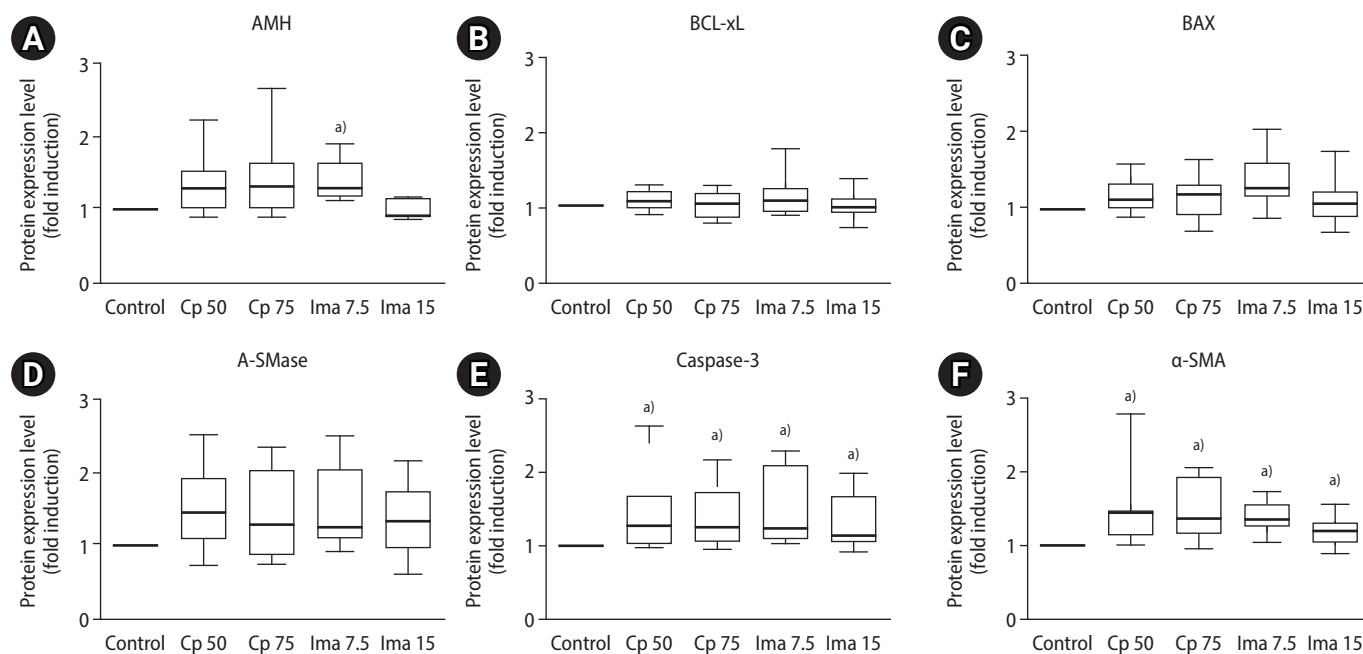 A
AMH
Protein expression level
(fold induction)
3
2
1
0
a)
Control Cp 50 Cp 75 Ima 7.5 Ima 15
B
BCL-xL
Protein expression level
(fold induction)
3
2
1
0
Control Cp 50 Cp 75 Ima 7.5 Ima 15
C
BAX
Protein expression level
(fold induction)
3
2
1
0
Control Cp 50 Cp 75 Ima 7.5 Ima 15
D
A-SMase
Protein expression level
(fold induction)
3
2
1
0
Control Cp 50 Cp 75 Ima 7.5 Ima 15
E
Caspase-3
Protein expression level
(fold induction)
3
2
1
0
a) a) a) a)
Control Cp 50 Cp 75 Ima 7.5 Ima 15
F
α-SMA
Protein expression level
(fold induction)
3
2
1
0
a) a) a) a)
Control Cp 50 Cp 75 Ima 7.5 Ima 15